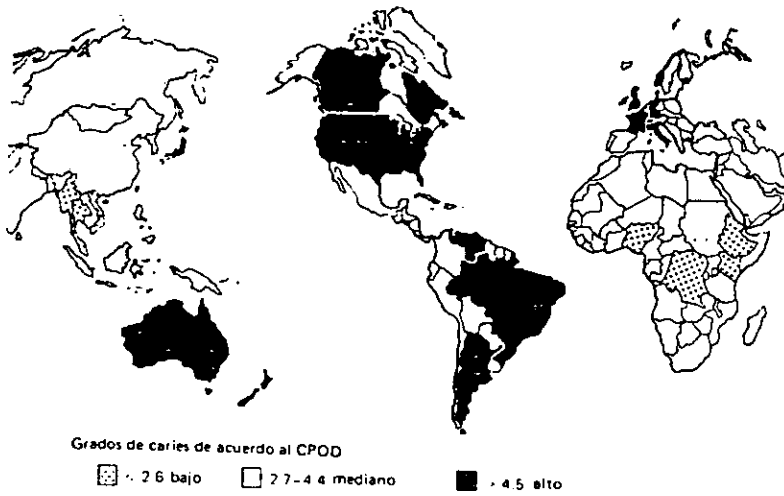 Grados de caries de acuerdo al CPOD
< 2 6 bajo 2 7-4 4 mediano > 4.5 alto